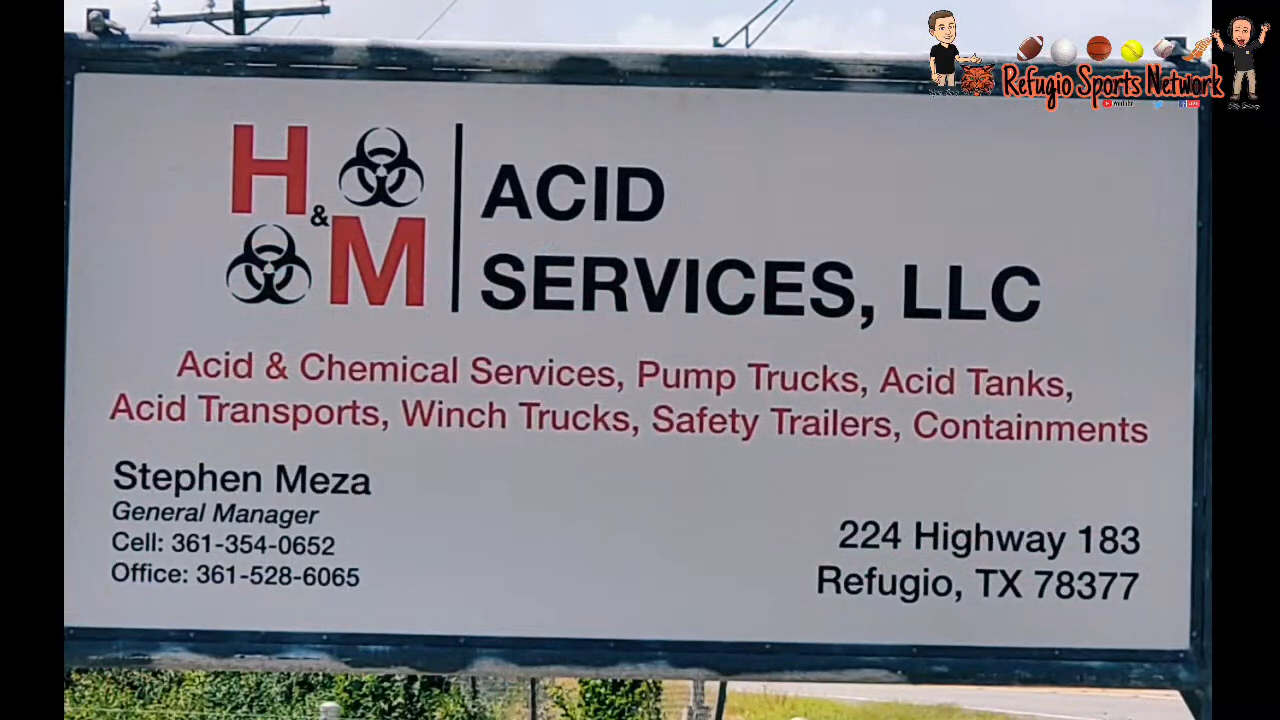 Refugio Sports Network
YouTube
H & M
ACID
SERVICES, LLC
Acid & Chemical Services, Pump Trucks, Acid Tanks,
Acid Transports, Winch Trucks, Safety Trailers, Containments
Stephen Meza
General Manager
Cell: 361-354-0652
Office: 361-528-6065
224 Highway 183
Refugio, TX 78377